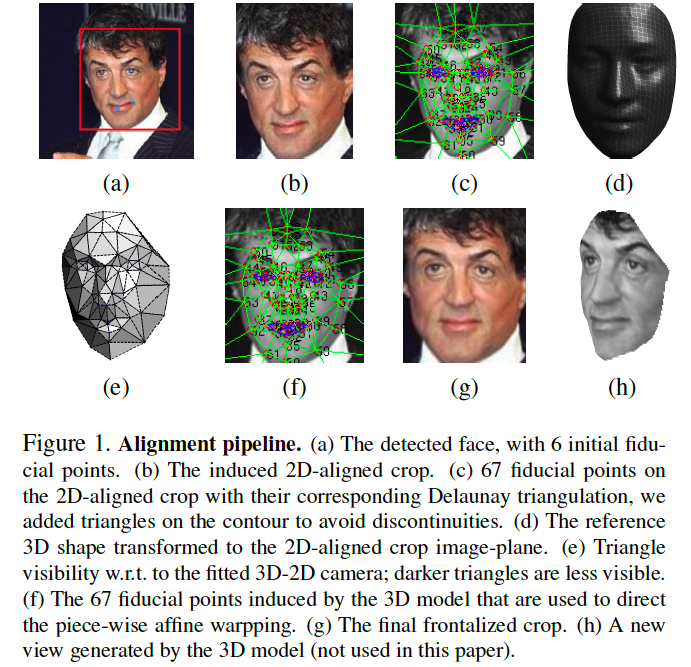 (a)
(b)
(c)
(d)
(e)
(f)
(g)
(h)
Figure 1. Alignment pipeline. (a) The detected face, with 6 initial fidu-
cial points. (b) The induced 2D-aligned crop. (c) 67 fiducial points on
the 2D-aligned crop with their corresponding Delaunay triangulation, we
added triangles on the contour to avoid discontinuities. (d) The reference
3D shape transformed to the 2D-aligned crop image-plane. (e) Triangle
visibility w.r.t. to the fitted 3D-2D camera; darker triangles are less visible.
(f) The 67 fiducial points induced by the 3D model that are used to direct
the piece-wise affine warpping. (g) The final frontalized crop. (h) A new
view generated by the 3D model (not used in this paper).